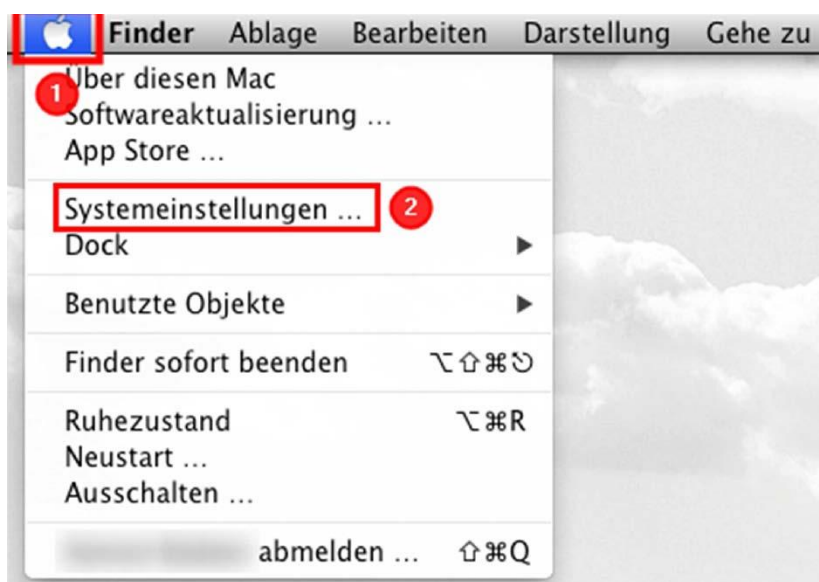 Finder Ablage Bearbeiten Darstellung Gehe zu
1
Über diesen Mac
Softwareaktualisierung ...
App Store ...
Systemeinstellungen ... 2
Dock ▶
Benutzte Objekte ▶
Finder sofort beenden ⌥⇧⌘⎋
Ruhezustand ⌥⌘R
Neustart ...
Ausschalten ...
abmelden ... ⇧⌘Q